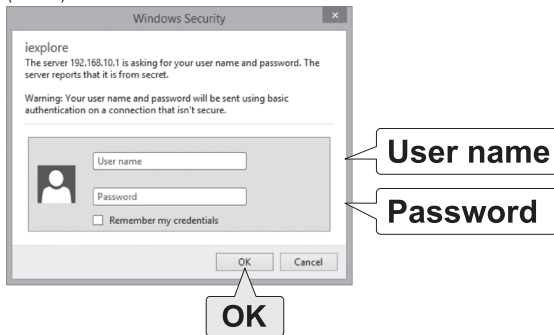 Windows Security
iexplore
The server 192.168.10.1 is asking for your user name and password. The
server reports that it is from secret.
Warning: Your user name and password will be sent using basic
authentication on a connection that isn't secure.
User name
User name
Password
Password
Remember my credentials
OK
Cancel
OK